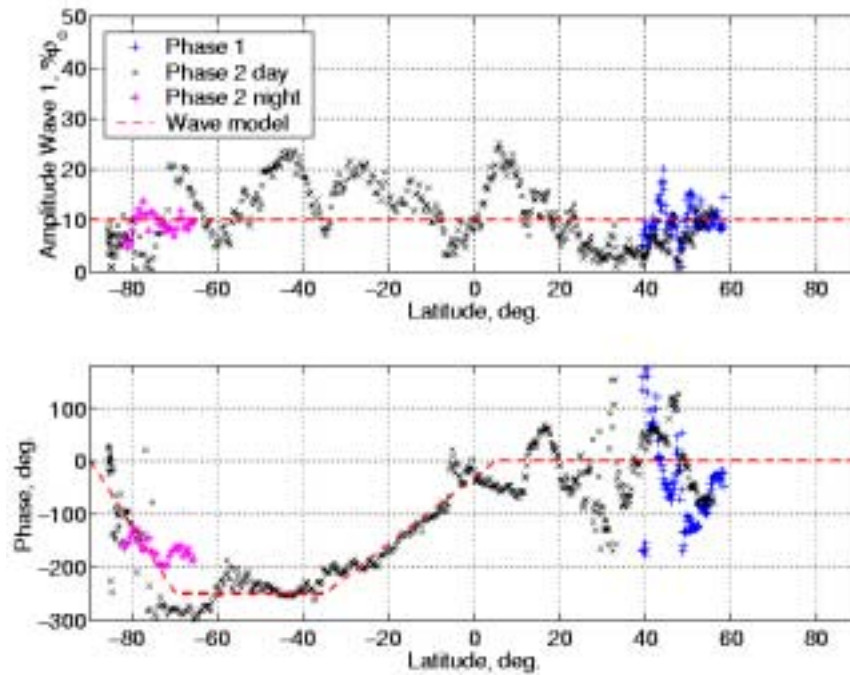 50
40
30
20
10
0
Amplitude Wave 1, %
Phase 1
Phase 2 day
Phase 2 night
Wave model
−80 −60 −40 −20 0 20 40 60 80
Latitude, deg.
100
0
−100
−200
−300
Phase, deg.
−80 −60 −40 −20 0 20 40 60 80
Latitude, deg.